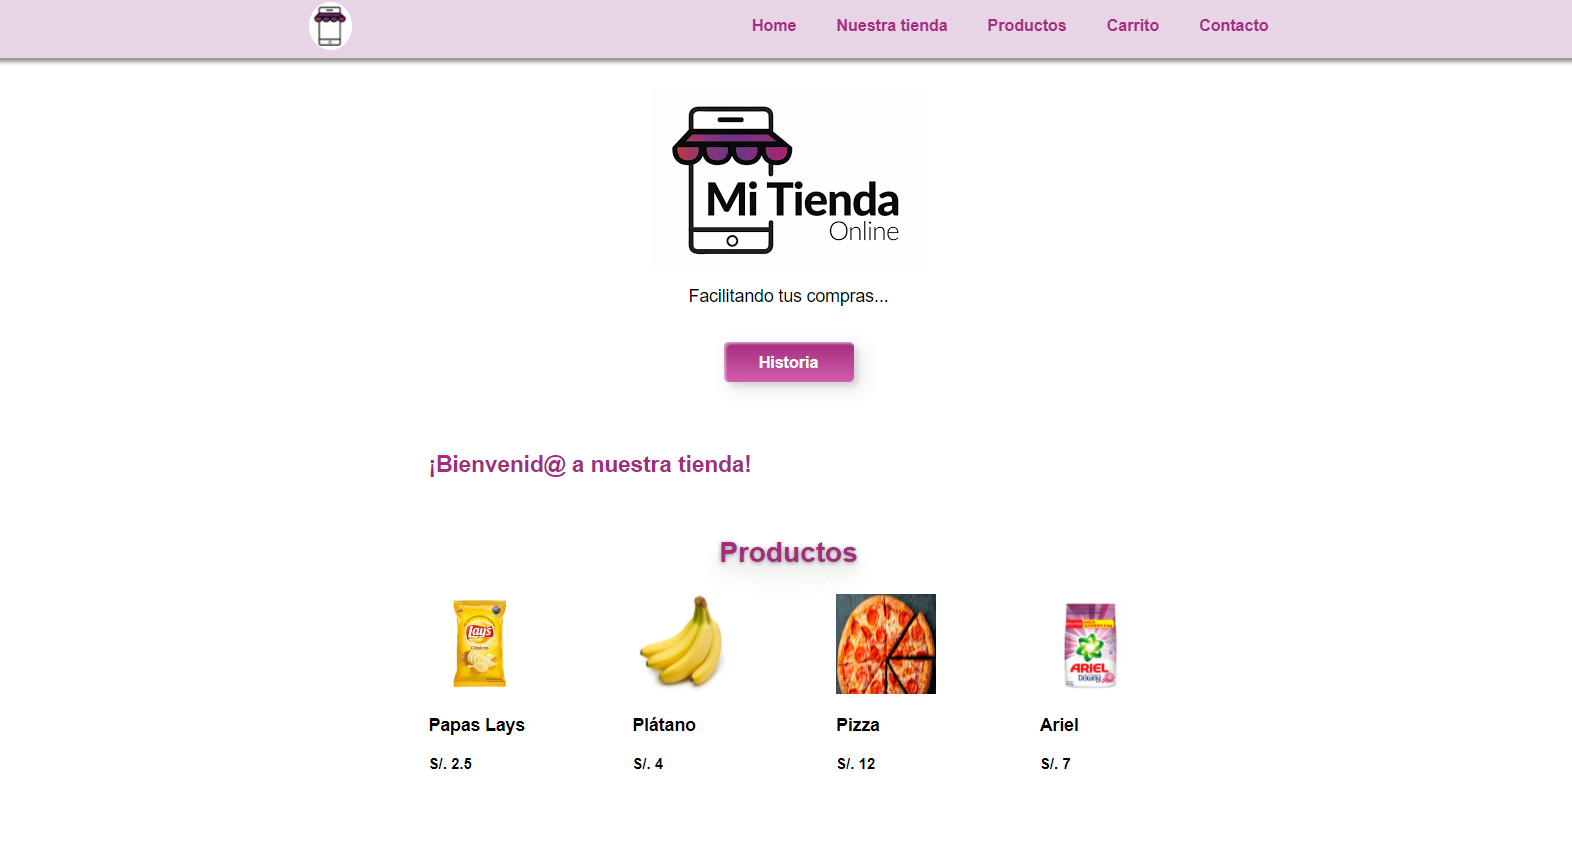 Home Nuestra tienda Productos Carrito Contacto
Mi Tienda
Online
Facilitando tus compras...
Historia
¡Bienvenid@ a nuestra tienda!
Productos
Lay's
Clásicas
ARIEL
Downy
Papas Lays Plátano Pizza Ariel
S/. 2.5 S/. 4 S/. 12 S/. 7